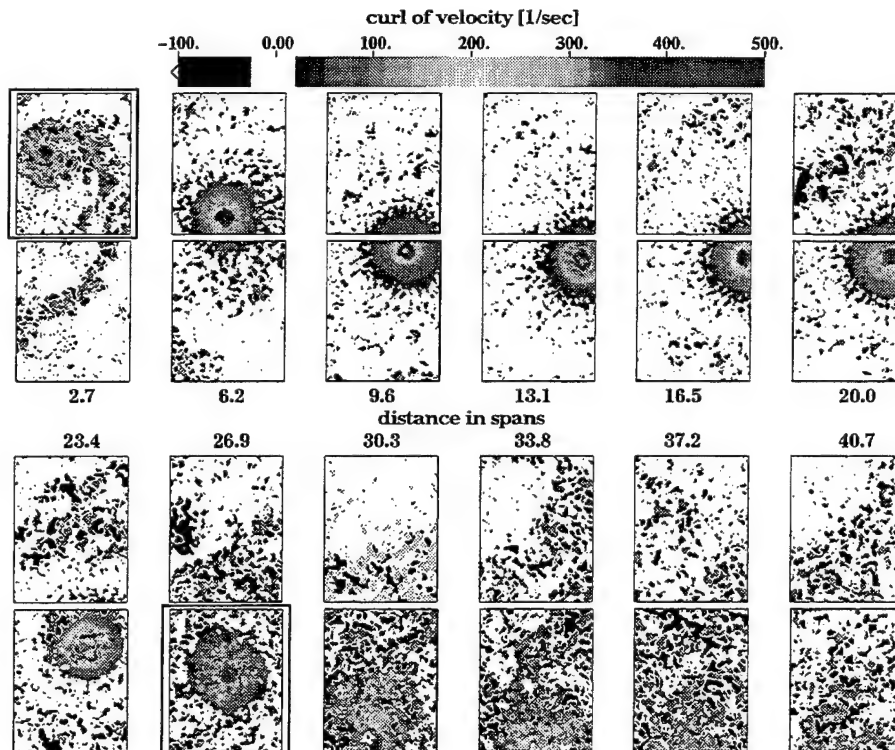 curl of velocity [1/sec]
-100. 0.00 100. 200. 300. 400. 500.
2.7 6.2 9.6 13.1 16.5 20.0
distance in spans
23.4 26.9 30.3 33.8 37.2 40.7